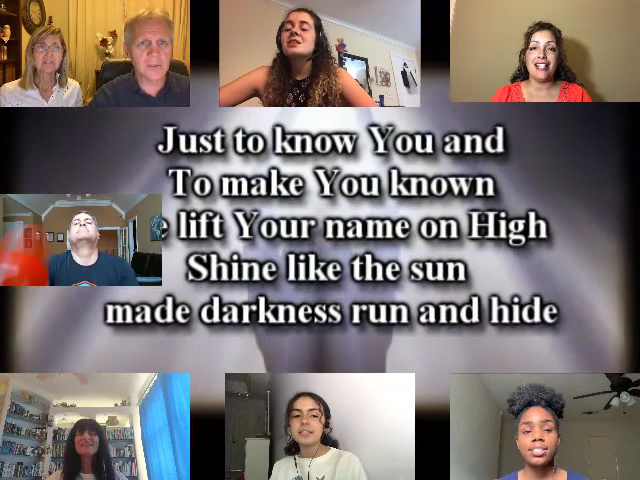 Just to know You and
To make You known
lift Your name on High
Shine like the sun
made darkness run and hide